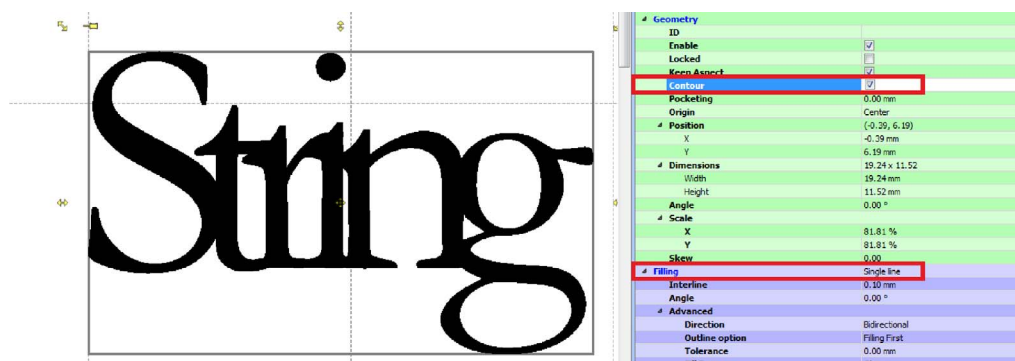 String
Geometry
ID
Enable
Locked
Keep Aspect
Contour
Pocketing 0.00 mm
Origin Center
Position (-0.39, 6.19)
X -0.39 mm
Y 6.19 mm
Dimensions 19.24 x 11.52
Width 19.24 mm
Height 11.52 mm
Angle 0.00 °
Scale
X 81.81 %
Y 81.81 %
Skew 0.00
Filling Single line
Interline 0.10 mm
Angle 0.00 °
Advanced
Direction Bidirectional
Outline option Filling First
Tolerance 0.00 mm